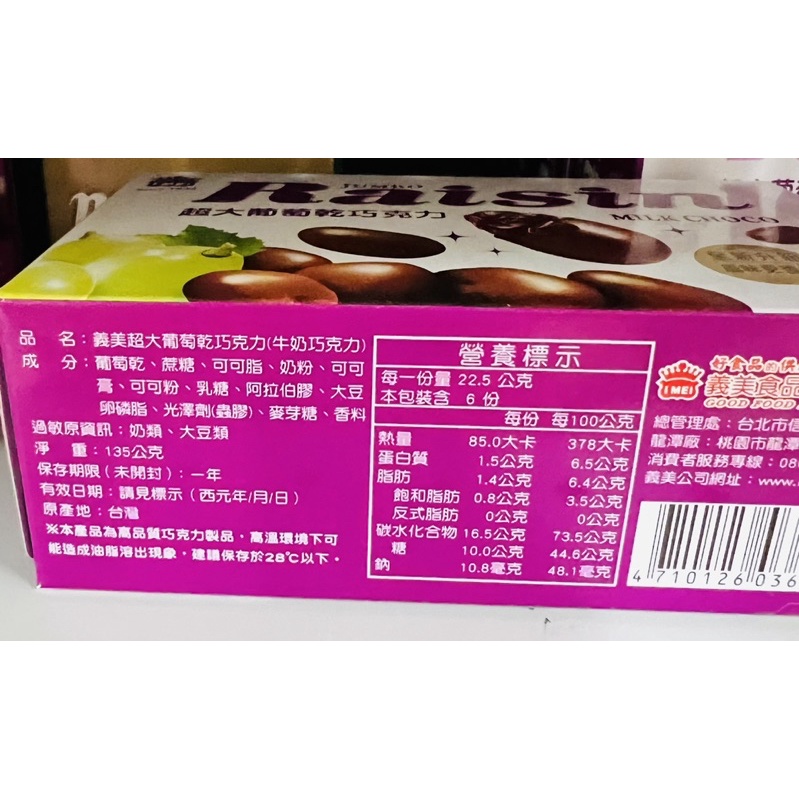 I-MEI
JUMBO
Raisin
超大葡萄乾巧克力
MILK CHOCO
品　名：義美超大葡萄乾巧克力(牛奶巧克力)
成　分：葡萄乾、蔗糖、可可脂、奶粉、可可
膏、可可粉、乳糖、阿拉伯膠、大豆
卵磷脂、光澤劑(蟲膠)、麥芽糖、香料
過敏原資訊：奶類、大豆類
淨　重：135公克
保存期限(未開封)：一年
有效日期：請見標示(西元年/月/日)
原產地：台灣
※本產品為高品質巧克力製品，高溫環境下可
能造成油脂溶出現象，建議保存於28℃以下。
營養標示
每一份量 22.5 公克
本包裝含 6 份
每份 每100公克
熱量 85.0大卡 378大卡
蛋白質 1.5公克 6.5公克
脂肪 1.4公克 6.4公克
飽和脂肪 0.8公克 3.5公克
反式脂肪 0公克 0公克
碳水化合物 16.5公克 73.5公克
糖 10.0公克 44.6公克
鈉 10.8毫克 48.1毫克
好食品的供
I MEI 義美食品
GOOD FOOD
總管理處：台北市信
龍潭廠：桃園市龍潭
消費者服務專線：080
義美公司網址：www.
4 710126 036